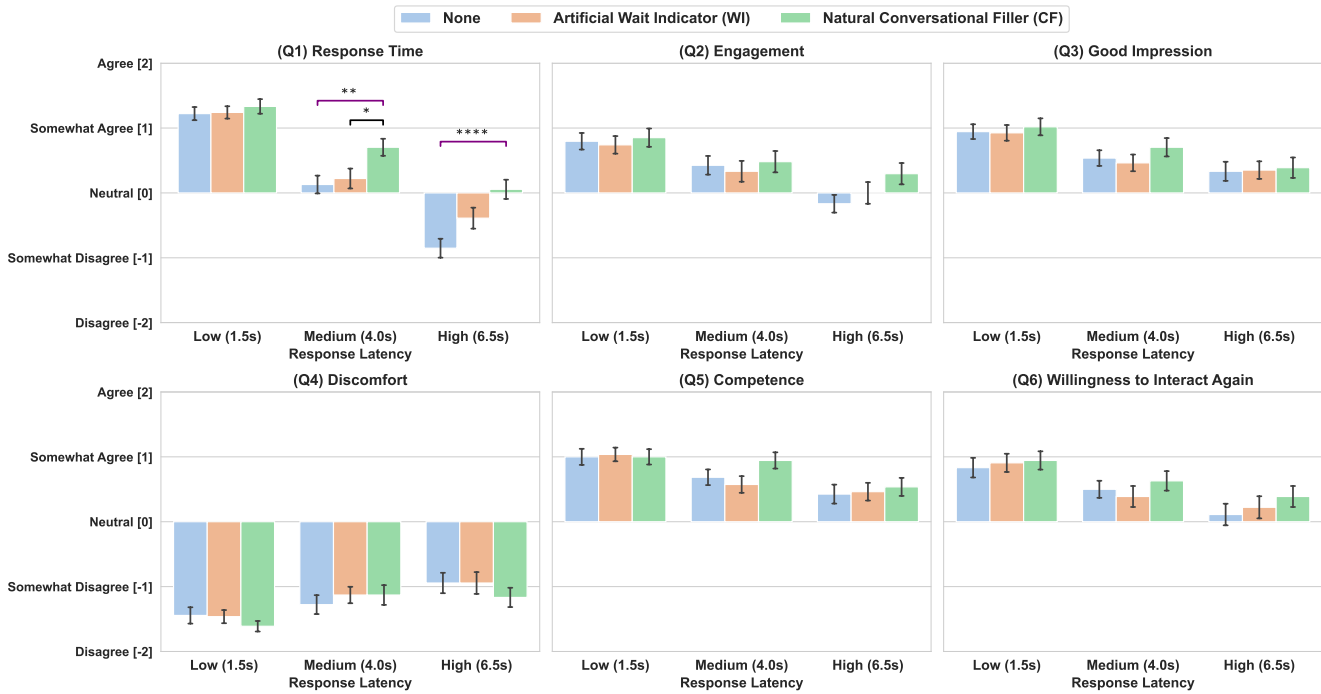 None Artificial Wait Indicator (WI) Natural Conversational Filler (CF)
(Q1) Response Time (Q2) Engagement (Q3) Good Impression
Agree [2]
**
*
****
Somewhat Agree [1]
Neutral [0]
Somewhat Disagree [-1]
Disagree [-2]
Low (1.5s) Medium (4.0s) High (6.5s) Low (1.5s) Medium (4.0s) High (6.5s) Low (1.5s) Medium (4.0s) High (6.5s)
Response Latency Response Latency Response Latency
(Q4) Discomfort (Q5) Competence (Q6) Willingness to Interact Again
Agree [2]
Somewhat Agree [1]
Neutral [0]
Somewhat Disagree [-1]
Disagree [-2]
Low (1.5s) Medium (4.0s) High (6.5s) Low (1.5s) Medium (4.0s) High (6.5s) Low (1.5s) Medium (4.0s) High (6.5s)
Response Latency Response Latency Response Latency